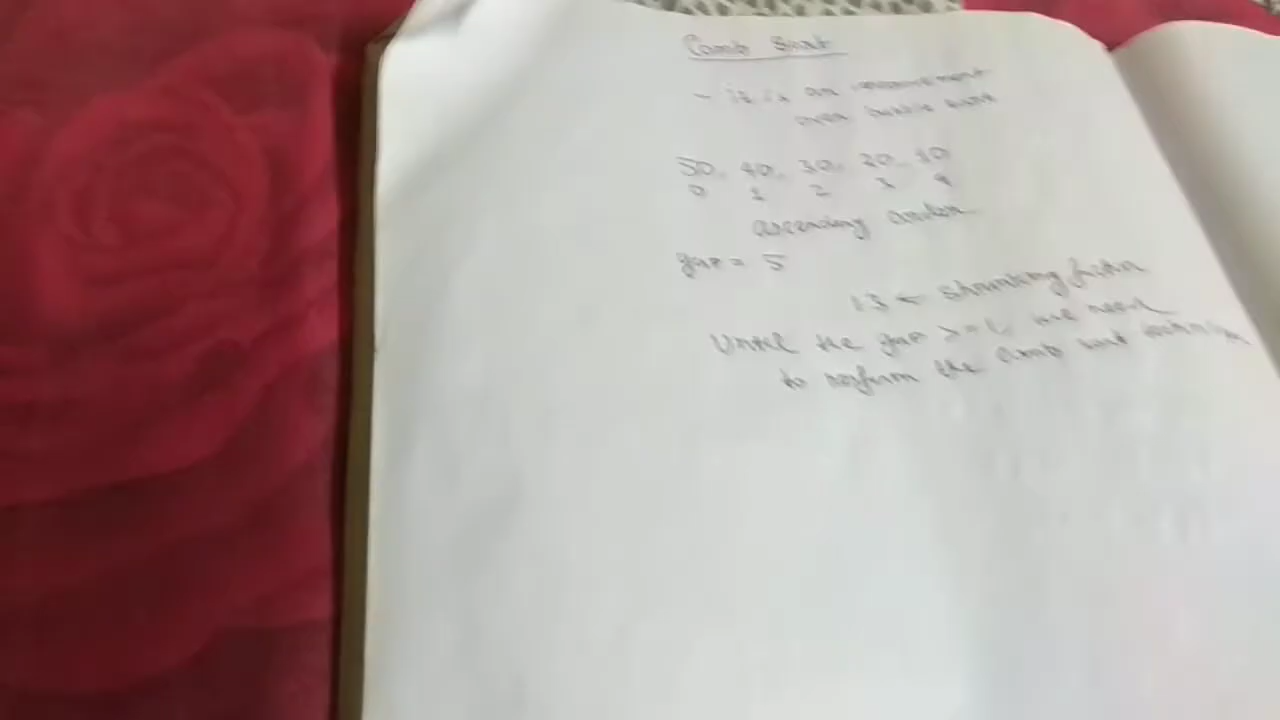 Comb Sort
- it is an improvement
over bubble sort
50, 40, 30, 20, 10
0 1 2 3 4
ascending order
gap = 5
1.3 ← shrinking factor
Until the gap >= 1, we need
to perform the comb sort technique